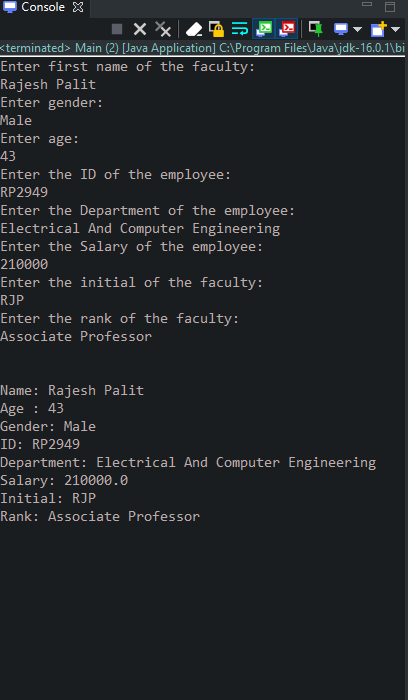 Console
<terminated> Main (2) [Java Application] C:\Program Files\Java\jdk-16.0.1\bi
Enter first name of the faculty:
Rajesh Palit
Enter gender:
Male
Enter age:
43
Enter the ID of the employee:
RP2949
Enter the Department of the employee:
Electrical And Computer Engineering
Enter the Salary of the employee:
210000
Enter the initial of the faculty:
RJP
Enter the rank of the faculty:
Associate Professor
Name: Rajesh Palit
Age : 43
Gender: Male
ID: RP2949
Department: Electrical And Computer Engineering
Salary: 210000.0
Initial: RJP
Rank: Associate Professor